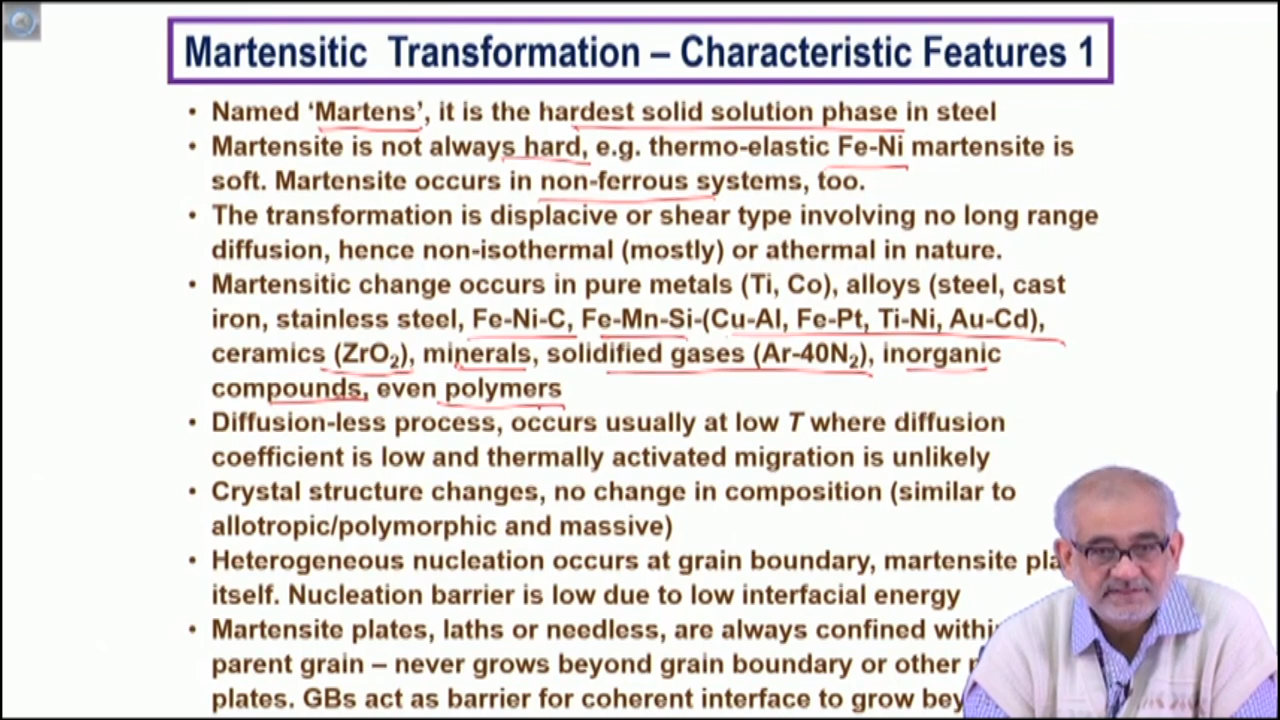 Martensitic Transformation – Characteristic Features 1
• Named ‘Martens’, it is the hardest solid solution phase in steel
• Martensite is not always hard, e.g. thermo-elastic Fe-Ni martensite is
soft. Martensite occurs in non-ferrous systems, too.
• The transformation is displacive or shear type involving no long range
diffusion, hence non-isothermal (mostly) or athermal in nature.
• Martensitic change occurs in pure metals (Ti, Co), alloys (steel, cast
iron, stainless steel, Fe-Ni-C, Fe-Mn-Si-(Cu-Al, Fe-Pt, Ti-Ni, Au-Cd),
ceramics (ZrO₂), minerals, solidified gases (Ar-40N₂), inorganic
compounds, even polymers
• Diffusion-less process, occurs usually at low T where diffusion
coefficient is low and thermally activated migration is unlikely
• Crystal structure changes, no change in composition (similar to
allotropic/polymorphic and massive)
• Heterogeneous nucleation occurs at grain boundary, martensite
itself. Nucleation barrier is low due to low interfacial energy
• Martensite plates, laths or needless, are always confined
parent grain – never grows beyond grain boundary or other
plates. GBs act as barrier for coherent interface to grow